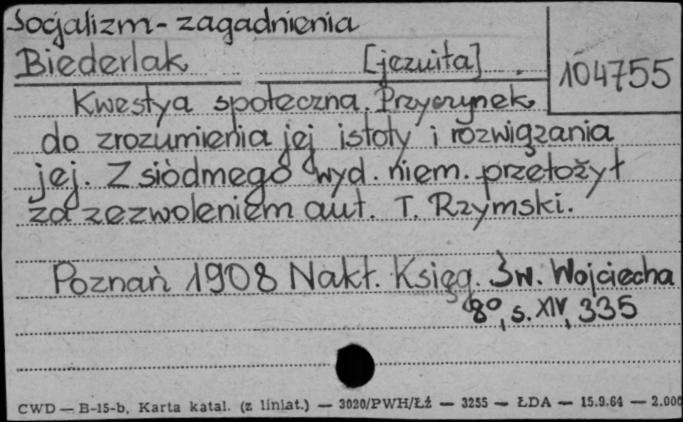 Socjalizm - zagadnienia
Biederlak [jezuita]
104755
Kwestya społeczna. Przyczynek
do zrozumienia jej istoty i rozwiązania
jej. Z siódmego wyd. niem. przełożył
za zezwoleniem aut. T. Rzymski.
Poznań 1908 Nakł. Księg. Św. Wojciecha
8°, s. XIV, 335
CWD — B-15-b, Karta katal. (z liniat.) — 3020/PWH/Łź — 3255 — ŁDA — 15.9.64 — 2.000